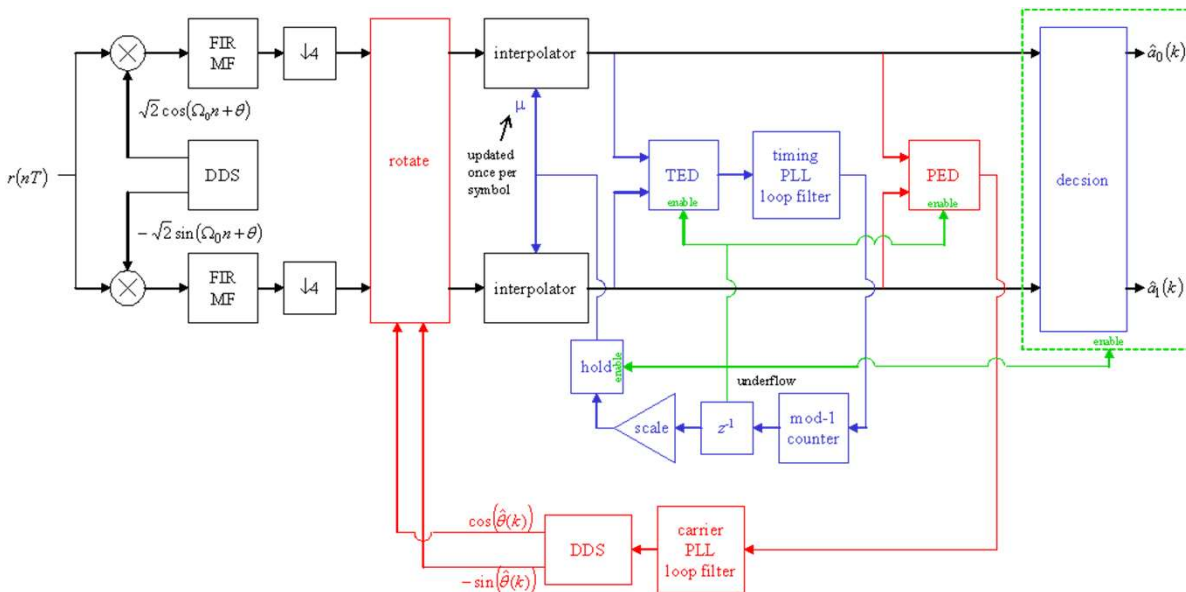 FIR
MF
↓4
interpolator
â₀(k)
√2 cos(Ω₀n + θ)
μ
r(nT)
DDS
rotate
updated
once per
symbol
TED
enable
timing
PLL
loop filter
PED
enable
decsion
−√2 sin(Ω₀n + θ)
FIR
MF
↓4
interpolator
â₁(k)
enable
hold
enable
underflow
scale
z⁻¹
mod-1
counter
cos(θ̂(k))
DDS
carrier
PLL
loop filter
−sin(θ̂(k))